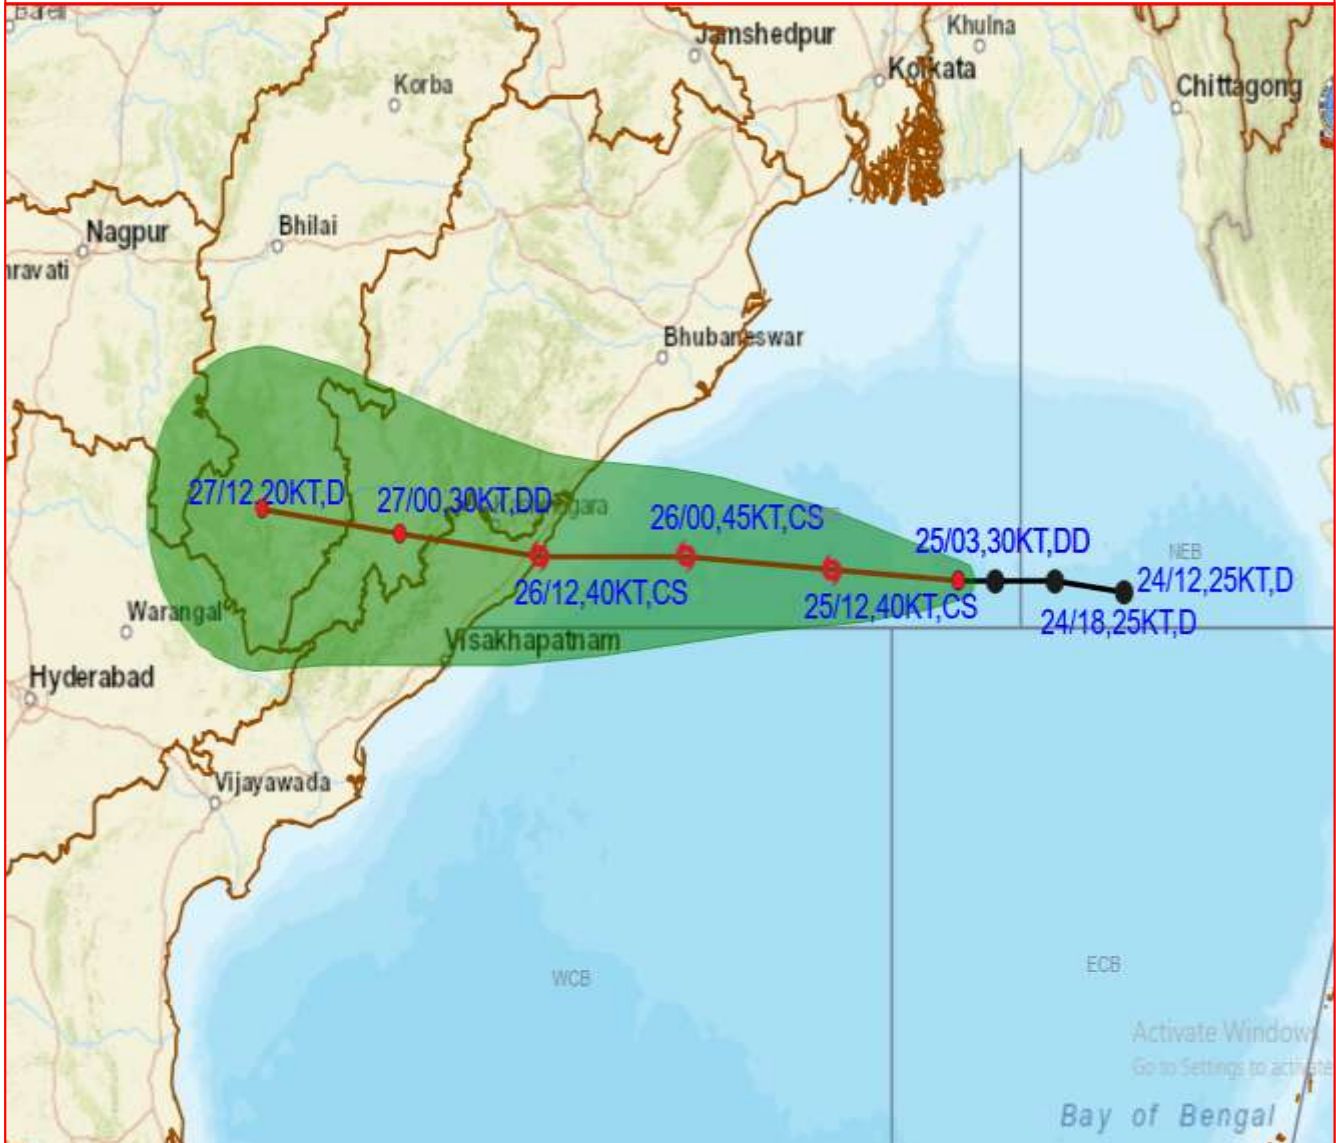 Jamshedpur
Khulna
Kolkata
Chittagong
Korba
Nagpur
Bhilai
Bhubaneswar
27/12,20KT,D
27/00,30KT,DD
26/00,45KT,CS
25/03,30KT,DD
NEB
24/12,25KT,D
26/12,40KT,CS
25/12,40KT,CS
24/18,25KT,D
Warangal
Visakhapatnam
Hyderabad
Vijayawada
WCB
ECB
Activate Windows
Go to Settings to activate
Bay of Bengal